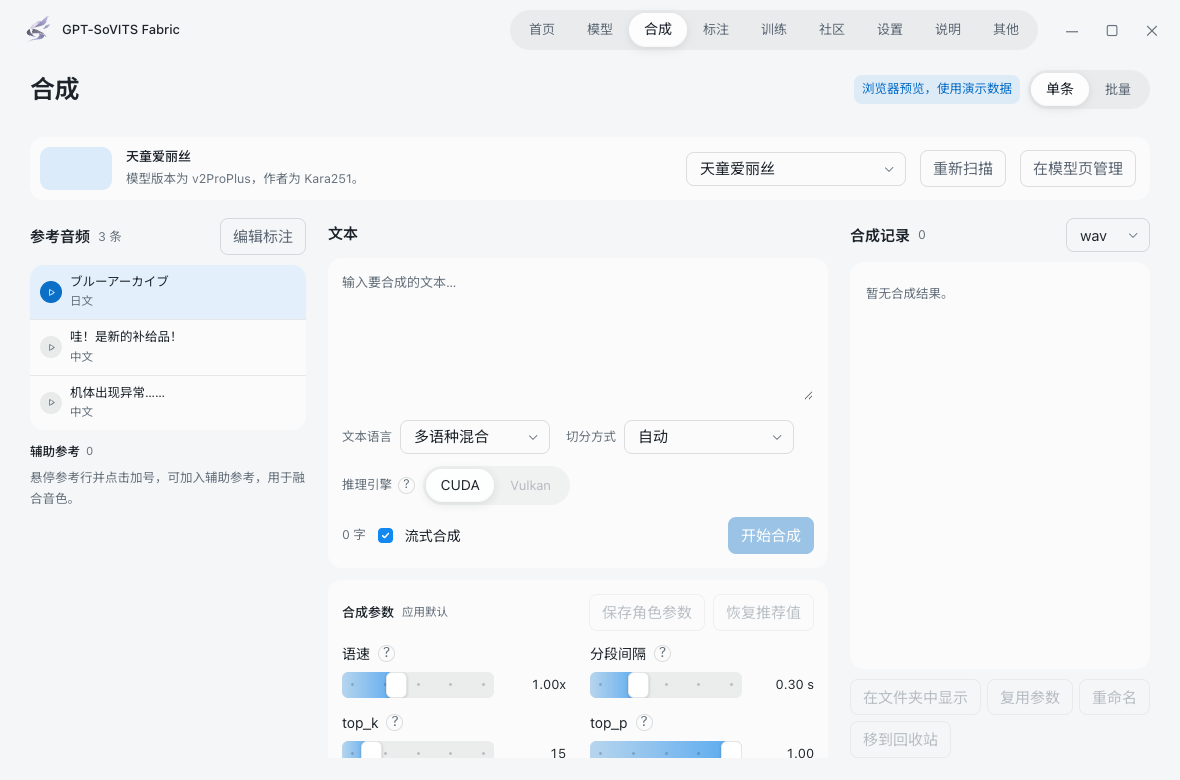 GPT-SoVITS Fabric
首页
模型
合成
标注
训练
社区
设置
说明
其他
合成
浏览器预览，使用演示数据
单条
批量
天童爱丽丝
模型版本为 v2ProPlus，作者为 Kara251。
天童爱丽丝
重新扫描
在模型页管理
参考音频 3 条
编辑标注
ブルーアーカイブ
日文
哇！是新的补给品！
中文
机体出现异常……
中文
辅助参考 0
悬停参考行并点击加号，可加入辅助参考，用于融
合音色。
文本
输入要合成的文本…
文本语言
多语种混合
切分方式
自动
推理引擎 ?
CUDA
Vulkan
0 字
流式合成
开始合成
合成参数 应用默认
保存角色参数
恢复推荐值
语速 ?
1.00x
分段间隔 ?
0.30 s
top_k ?
15
top_p ?
1.00
合成记录 0
wav
暂无合成结果。
在文件夹中显示
复用参数
重命名
移到回收站